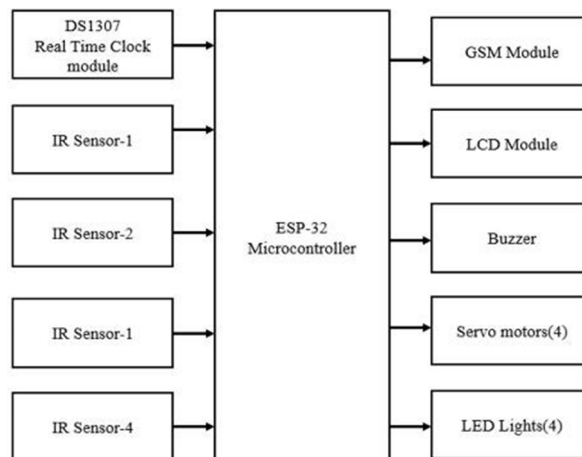 DS1307
Real Time Clock
module
IR Sensor-1
IR Sensor-2
IR Sensor-1
IR Sensor-4
ESP-32
Microcontroller
GSM Module
LCD Module
Buzzer
Servo motors(4)
LED Lights(4)